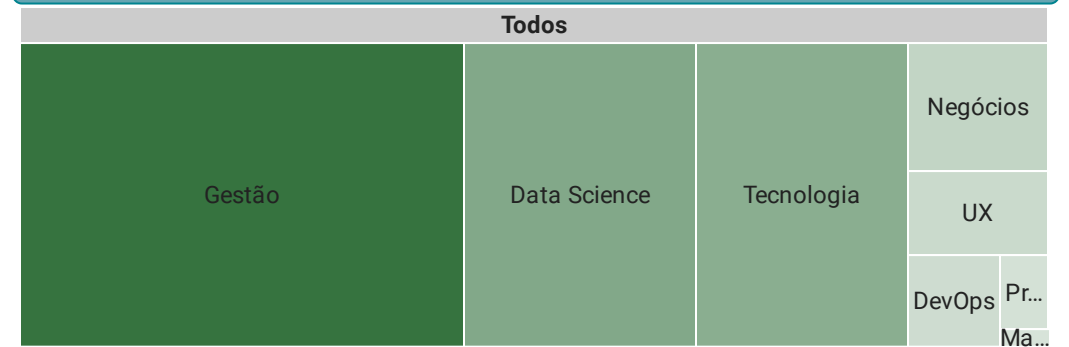 Todos
Gestão
Data Science
Tecnologia
Negócios
UX
DevOps
Pr...
Ma...